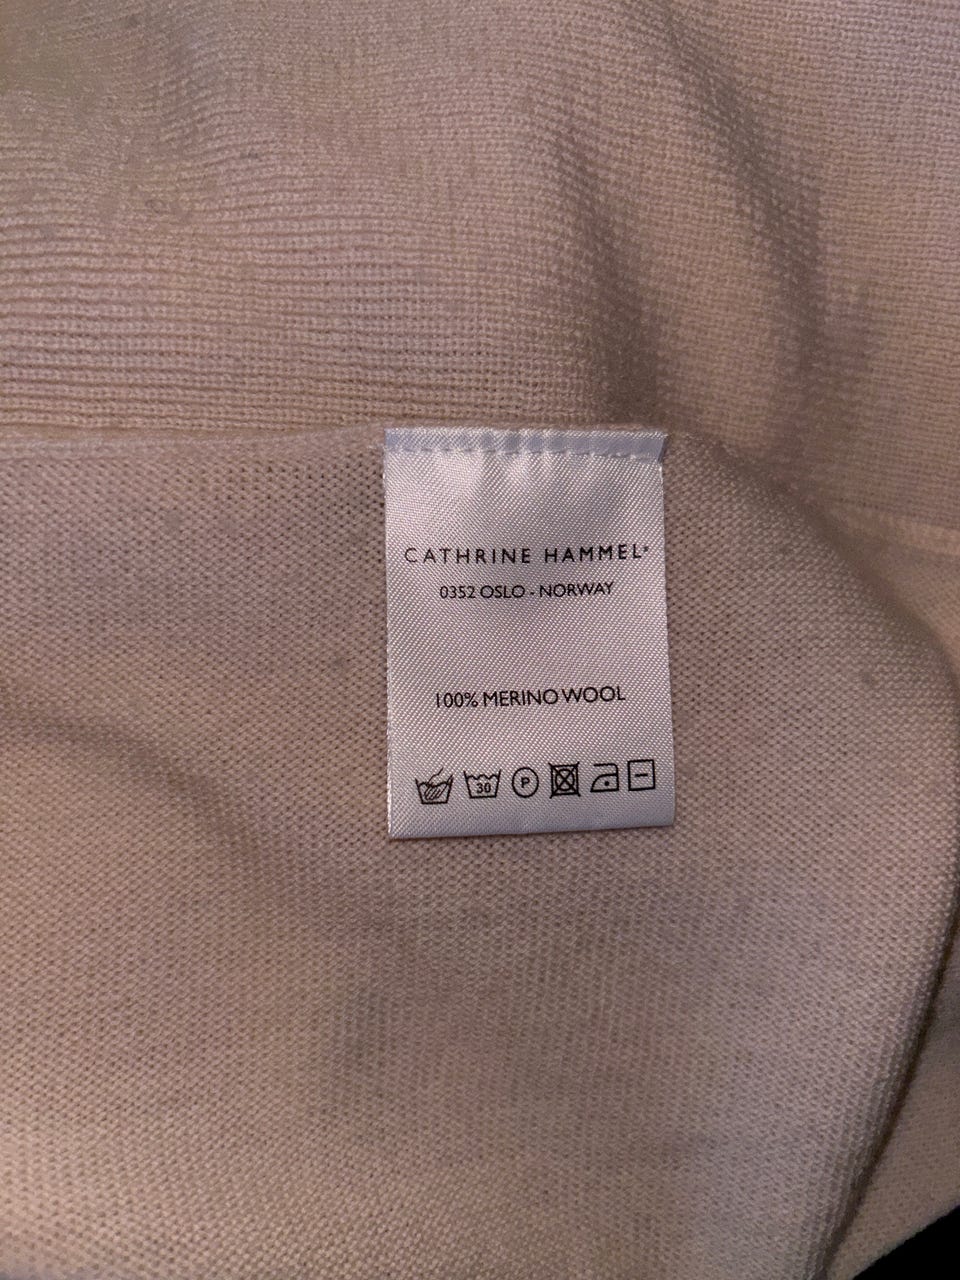 CATHRINE HAMMEL®
0352 OSLO - NORWAY
100% MERINO WOOL
30 P